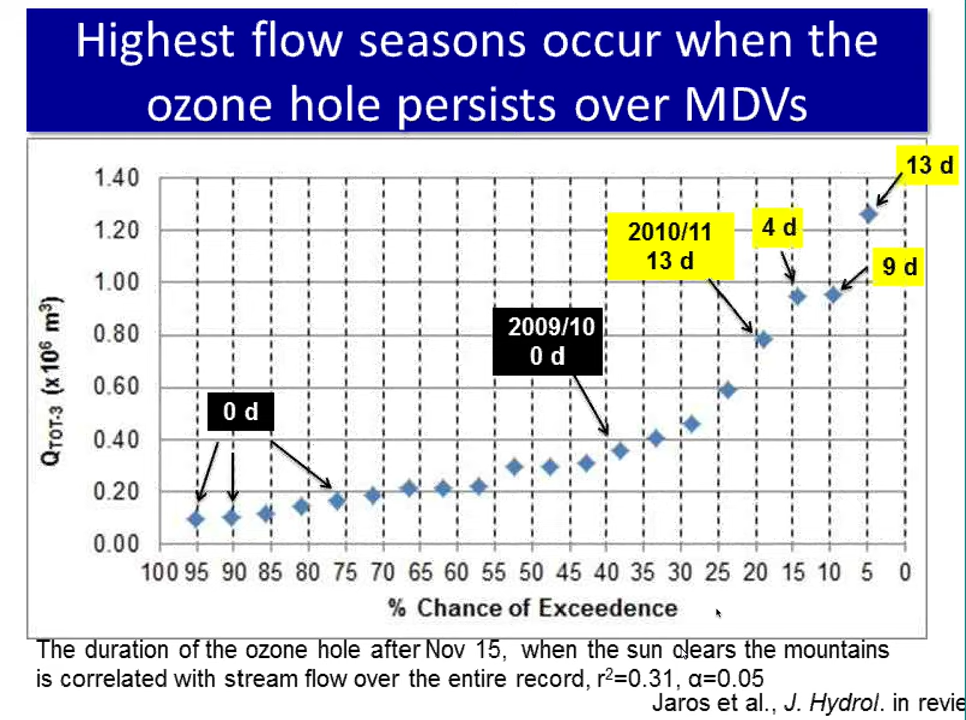 Highest flow seasons occur when the
ozone hole persists over MDVs
13 d
1.40
1.20
2010/11
13 d
4 d
9 d
1.00
0.80
2009/10
0 d
0.60
0 d
0.40
0.20
0.00
QTOT-3 (x10⁶ m³)
100 95 90 85 80 75 70 65 60 55 50 45 40 35 30 25 20 15 10 5 0
% Chance of Exceedence
The duration of the ozone hole after Nov 15, when the sun clears the mountains
is correlated with stream flow over the entire record, r²=0.31, α=0.05
Jaros et al., J. Hydrol. in revie